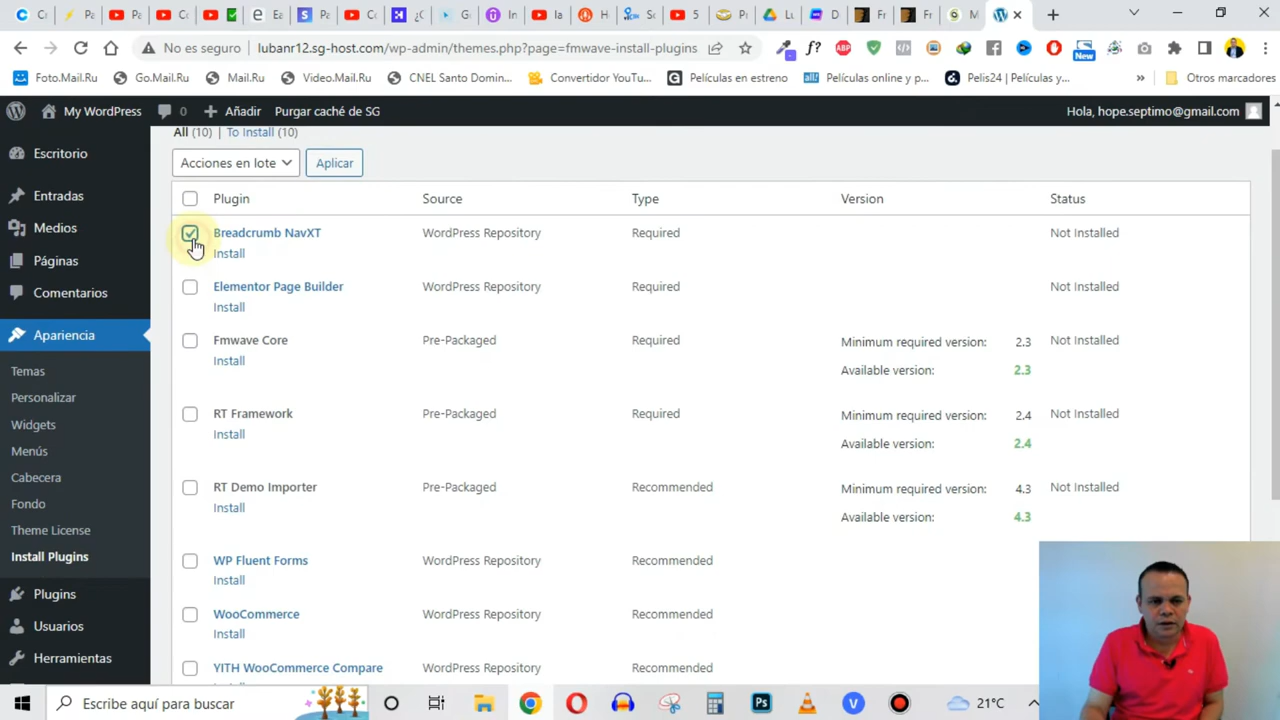 No es seguro lubanr12.sg-host.com/wp-admin/themes.php?page=fmwave-install-plugins
New
Foto.Mail.Ru Go.Mail.Ru Mail.Ru Video.Mail.Ru CNEL Santo Domin... Convertidor YouTu... Películas en estreno Películas online y p... Pelis24 | Películas y... » Otros marcadores
My WordPress 0 Añadir Purgar caché de SG Hola, hope.septimo@gmail.com
Escritorio
Entradas
Medios
Páginas
Comentarios
Apariencia
Temas
Personalizar
Widgets
Menús
Cabecera
Fondo
Theme License
Install Plugins
Plugins
Usuarios
Herramientas
All (10) | To Install (10)
Acciones en lote Aplicar
Plugin Source Type Version Status
Breadcrumb NavXT WordPress Repository Required Not Installed
Install
Elementor Page Builder WordPress Repository Required Not Installed
Install
Fmwave Core Pre-Packaged Required Minimum required version: 2.3 Not Installed
Install Available version: 2.3
RT Framework Pre-Packaged Required Minimum required version: 2.4 Not Installed
Install Available version: 2.4
RT Demo Importer Pre-Packaged Recommended Minimum required version: 4.3 Not Installed
Install Available version: 4.3
WP Fluent Forms WordPress Repository Recommended
Install
WooCommerce WordPress Repository Recommended
Install
YITH WooCommerce Compare WordPress Repository Recommended
Escribe aquí para buscar 21°C